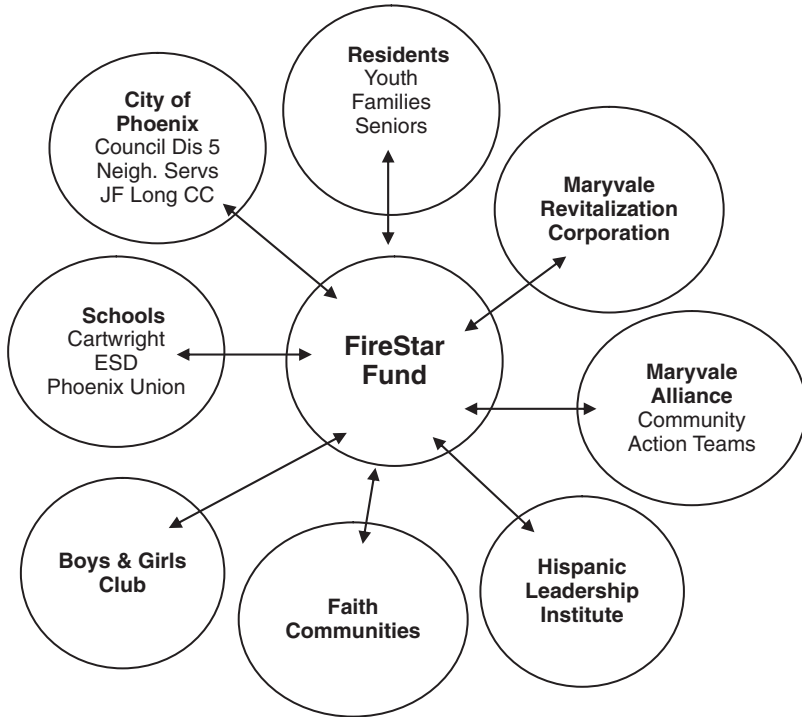 Residents
Youth
Families
Seniors
City of
Phoenix
Council Dis 5
Neigh. Servs
JF Long CC
Maryvale
Revitalization
Corporation
Schools
Cartwright
ESD
Phoenix Union
FireStar
Fund
Maryvale
Alliance
Community
Action Teams
Boys & Girls
Club
Faith
Communities
Hispanic
Leadership
Institute